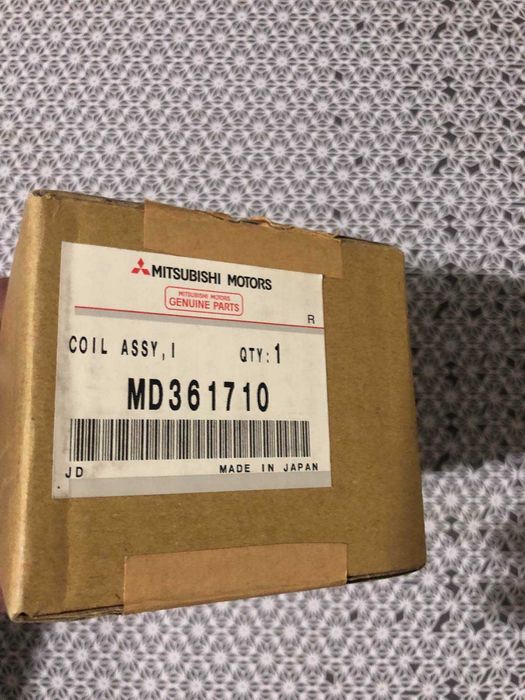 MITSUBISHI MOTORS
MITSUBISHI MOTORS
GENUINE PARTS
R
COIL ASSY,I QTY:1
MD361710
JD MADE IN JAPAN